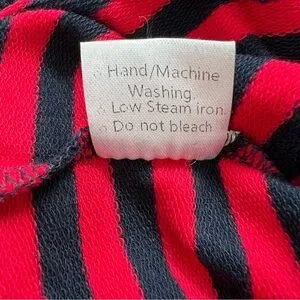 Hand/Machine
Washing.
Low Steam iron.
Do not bleach